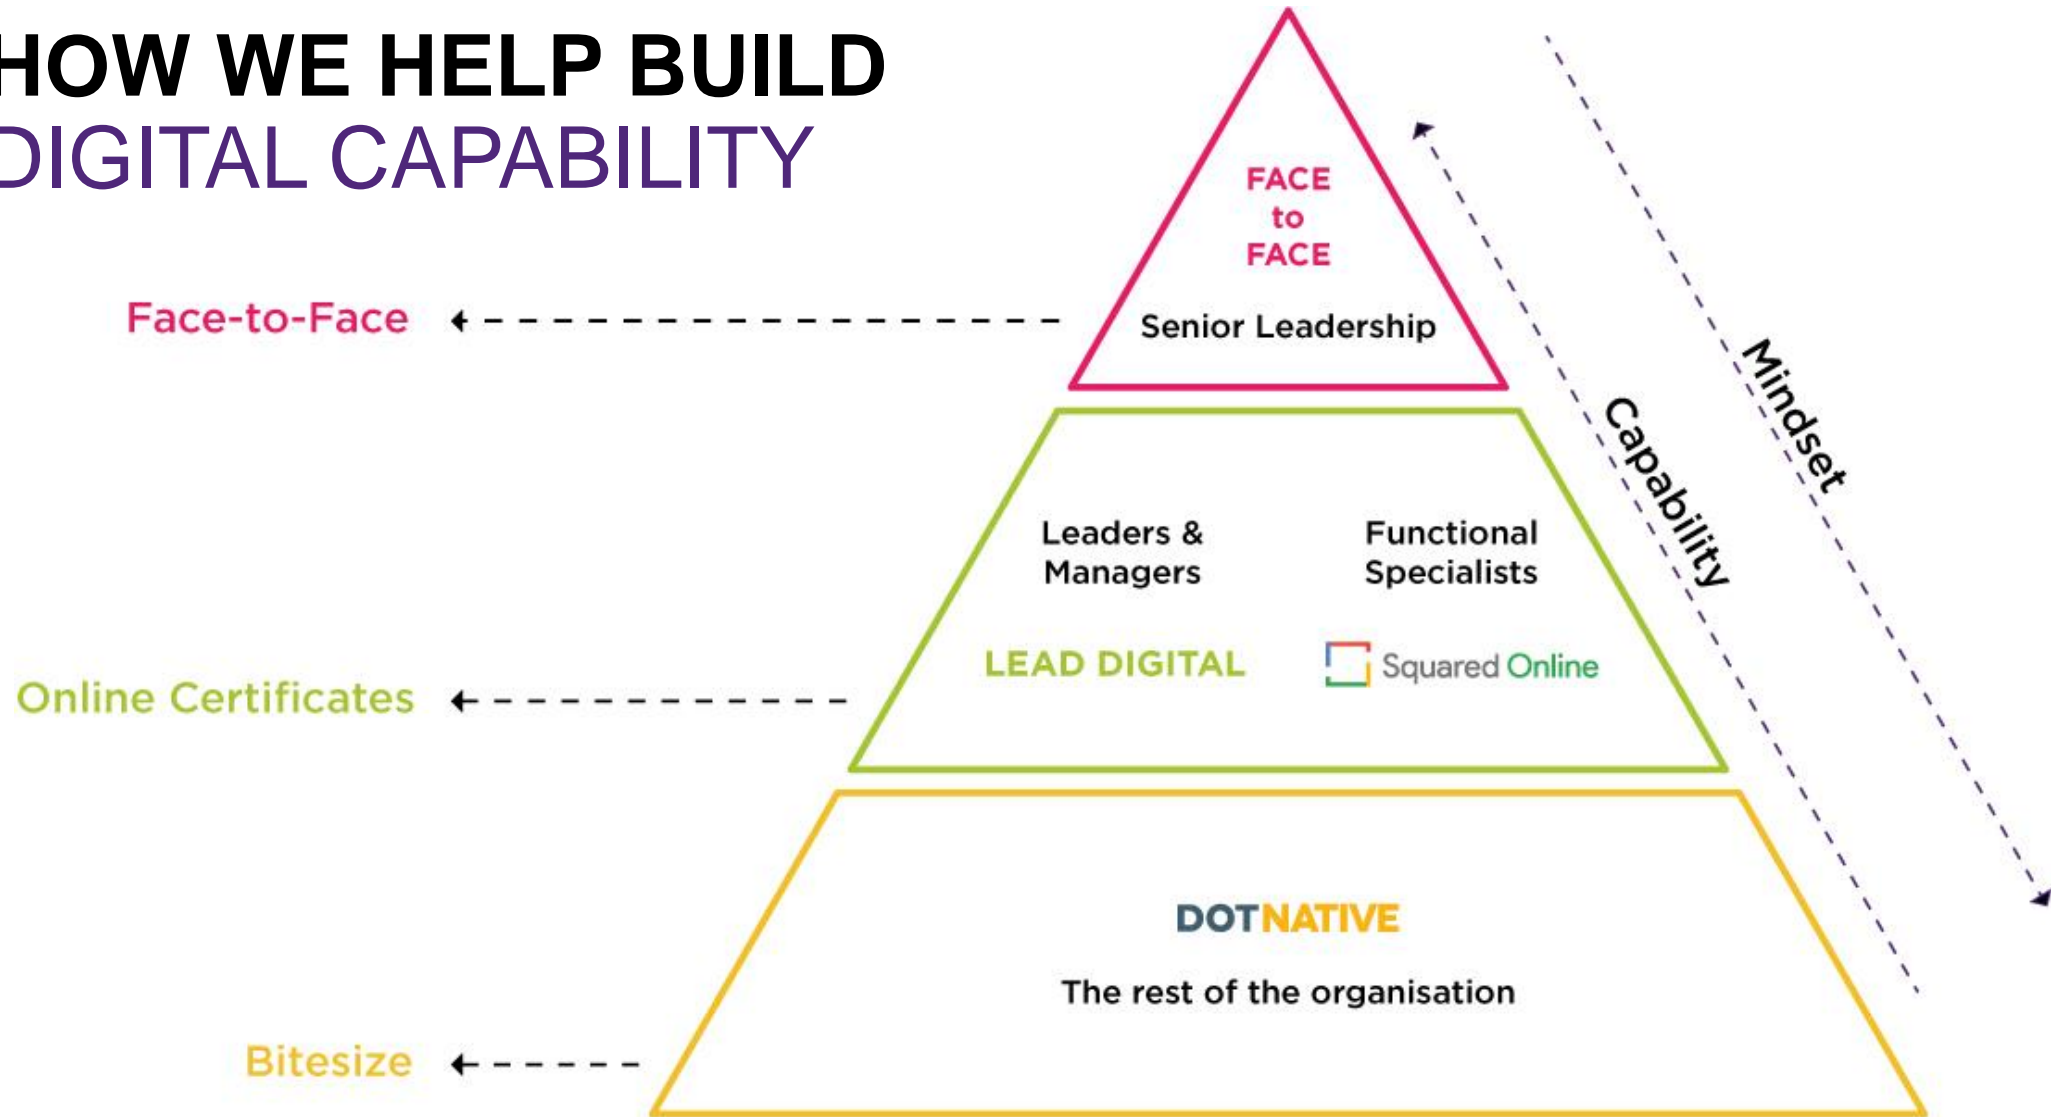 HOW WE HELP BUILD
DIGITAL CAPABILITY
FACE
to
FACE
Senior Leadership
Face-to-Face
Mindset
Capability
Leaders &
Managers
Functional
Specialists
LEAD DIGITAL
Squared Online
Online Certificates
DOTNATIVE
The rest of the organisation
Bitesize